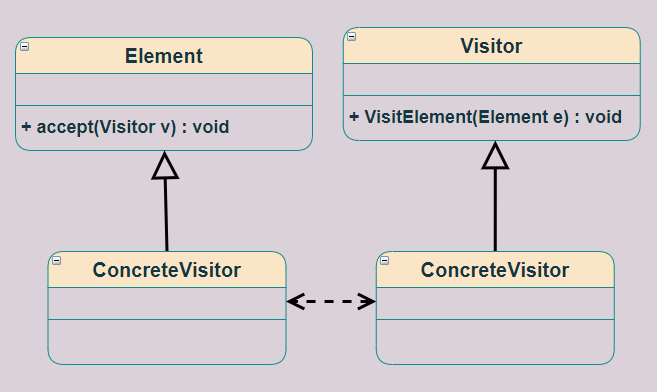 Element
+ accept(Visitor v) : void
Visitor
+ VisitElement(Element e) : void
ConcreteVisitor
ConcreteVisitor